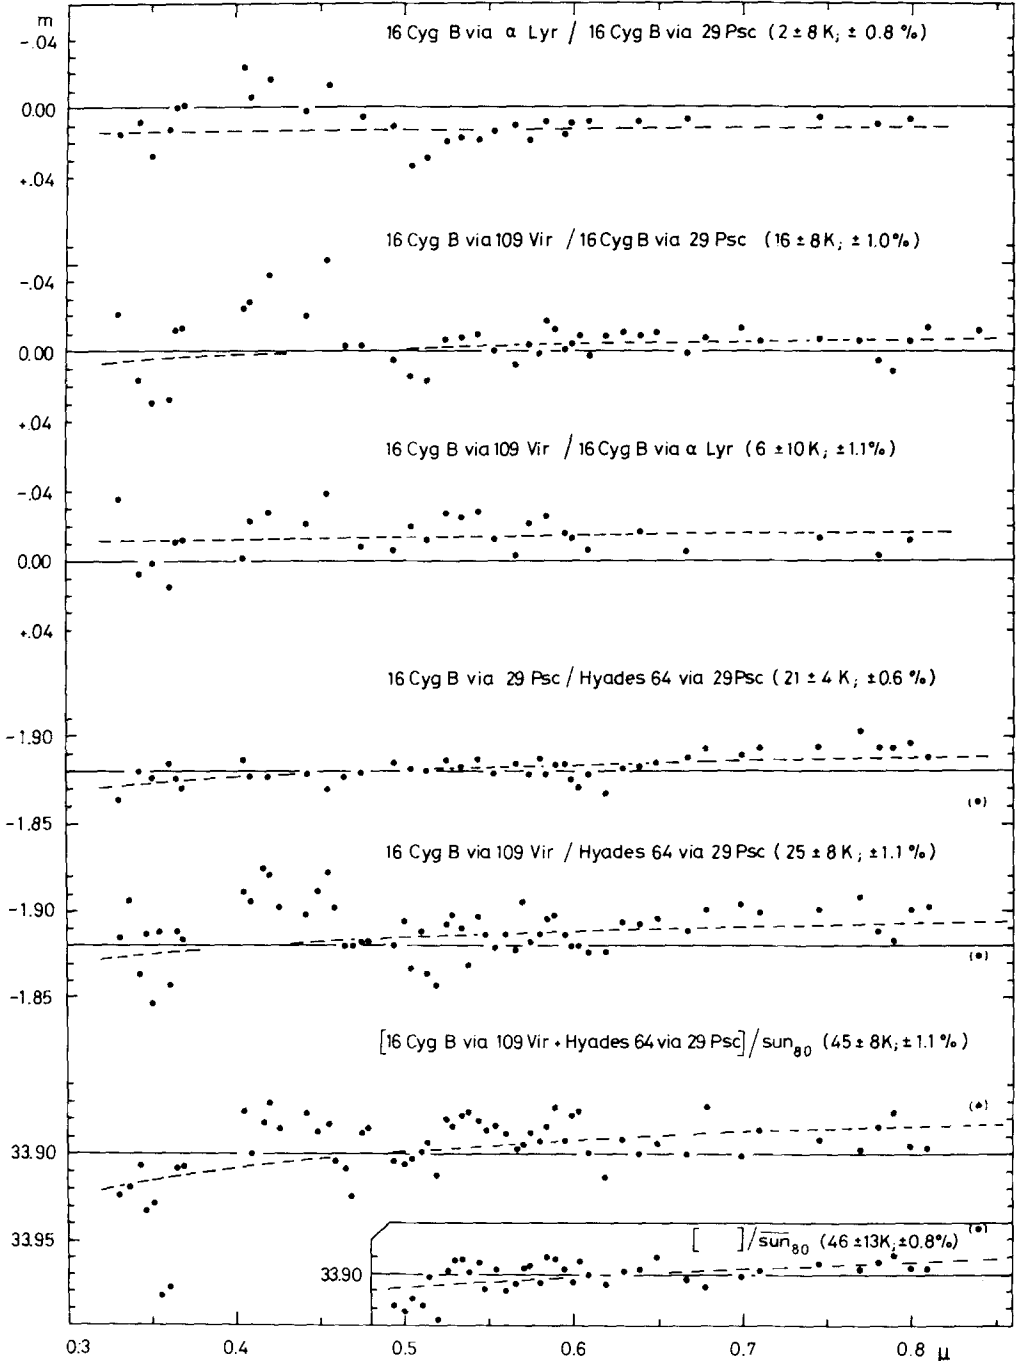 m
-.04
16 Cyg B via α Lyr / 16 Cyg B via 29 Psc (2 ± 8 K; ± 0.8 %)
0.00
+.04
16 Cyg B via 109 Vir / 16 Cyg B via 29 Psc (16 ± 8 K; ± 1.0 %)
-.04
0.00
+.04
16 Cyg B via 109 Vir / 16 Cyg B via α Lyr (6 ± 10 K; ± 1.1 %)
-.04
0.00
+.04
16 Cyg B via 29 Psc / Hyades 64 via 29 Psc (21 ± 4 K; ±0.6 %)
-1.90
(•)
-1.85
16 Cyg B via 109 Vir / Hyades 64 via 29 Psc (25 ± 8 K; ±1.1 %)
-1.90
(•)
-1.85
[16 Cyg B via 109 Vir + Hyades 64 via 29 Psc] / sun80 (45 ± 8K; ±1.1 %)
(•)
33.90
33.95
[ ] / sun80 (46 ±13K; ±0.8%)
(•)
33.90
0.3 0.4 0.5 0.6 0.7 0.8 μ